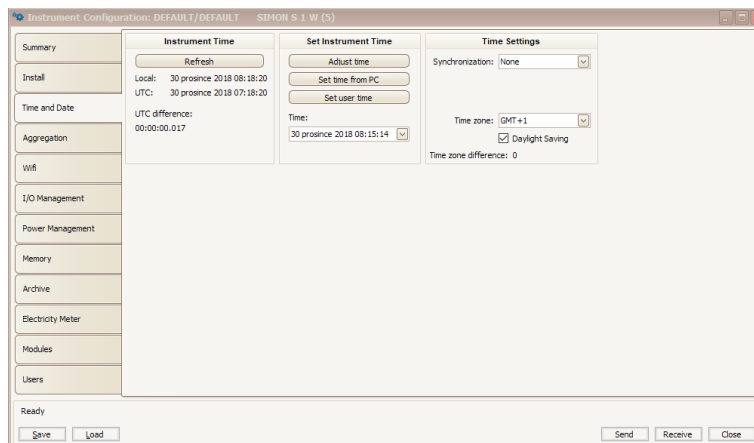 Instrument Configuration: DEFAULT/DEFAULT SIMON S 1 W (5)
Summary
Install
Time and Date
Aggregation
Wifi
I/O Management
Power Management
Memory
Archive
Electricity Meter
Modules
Users
Instrument Time
Refresh
Local: 30 prosince 2018 08:18:20
UTC: 30 prosince 2018 07:18:20
UTC difference:
00:00:00.017
Set Instrument Time
Adjust time
Set time from PC
Set user time
Time:
30 prosince 2018 08:15:14
Time Settings
Synchronization: None
Time zone: GMT+1
Daylight Saving
Time zone difference: 0
Ready
Save Load Send Receive Close